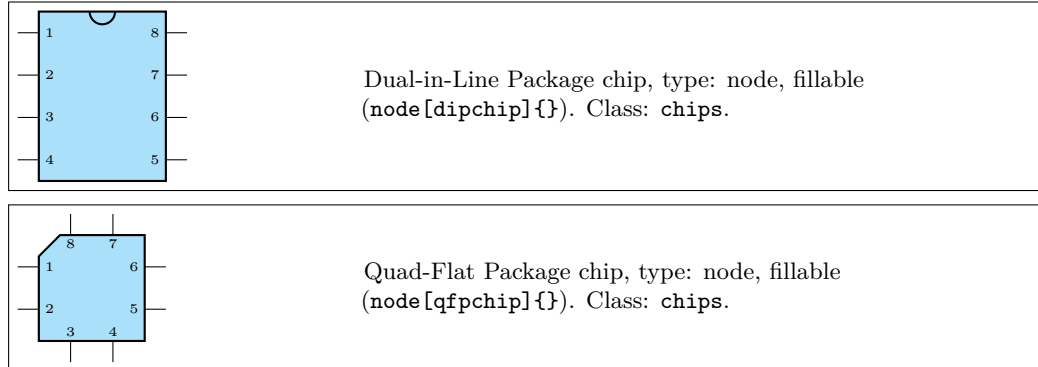 1 8
2 7
3 6
4 5
Dual-in-Line Package chip, type: node, fillable
(node[dipchip]{}). Class: chips.
8 7
1 6
2 5
3 4
Quad-Flat Package chip, type: node, fillable
(node[qfpchip]{}). Class: chips.